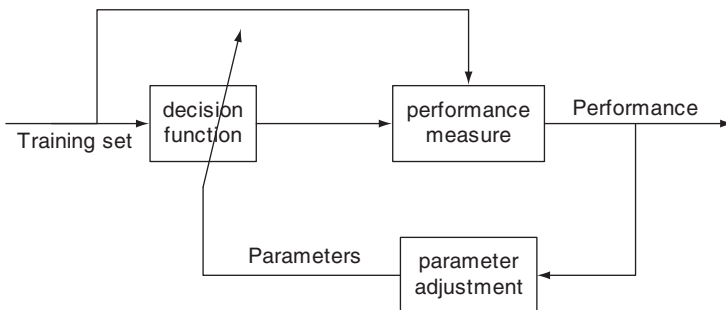 decision
function
performance
measure
Performance
Training set
Parameters
parameter
adjustment